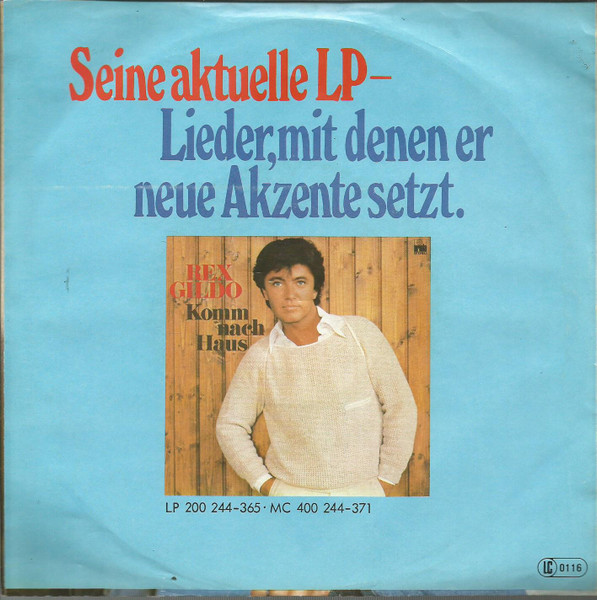 Seine aktuelle LP–
Lieder, mit denen er
neue Akzente setzt.
REX
GILDO
Komm
nach
Haus
LP 200 244-365 · MC 400 244-371
LC 0116